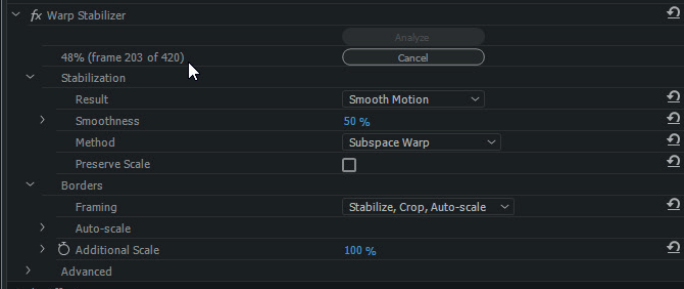 fx Warp Stabilizer
Analyze
48% (frame 203 of 420)
Cancel
Stabilization
Result Smooth Motion
Smoothness 50 %
Method Subspace Warp
Preserve Scale
Borders
Framing Stabilize, Crop, Auto-scale
Auto-scale
Additional Scale 100 %
Advanced